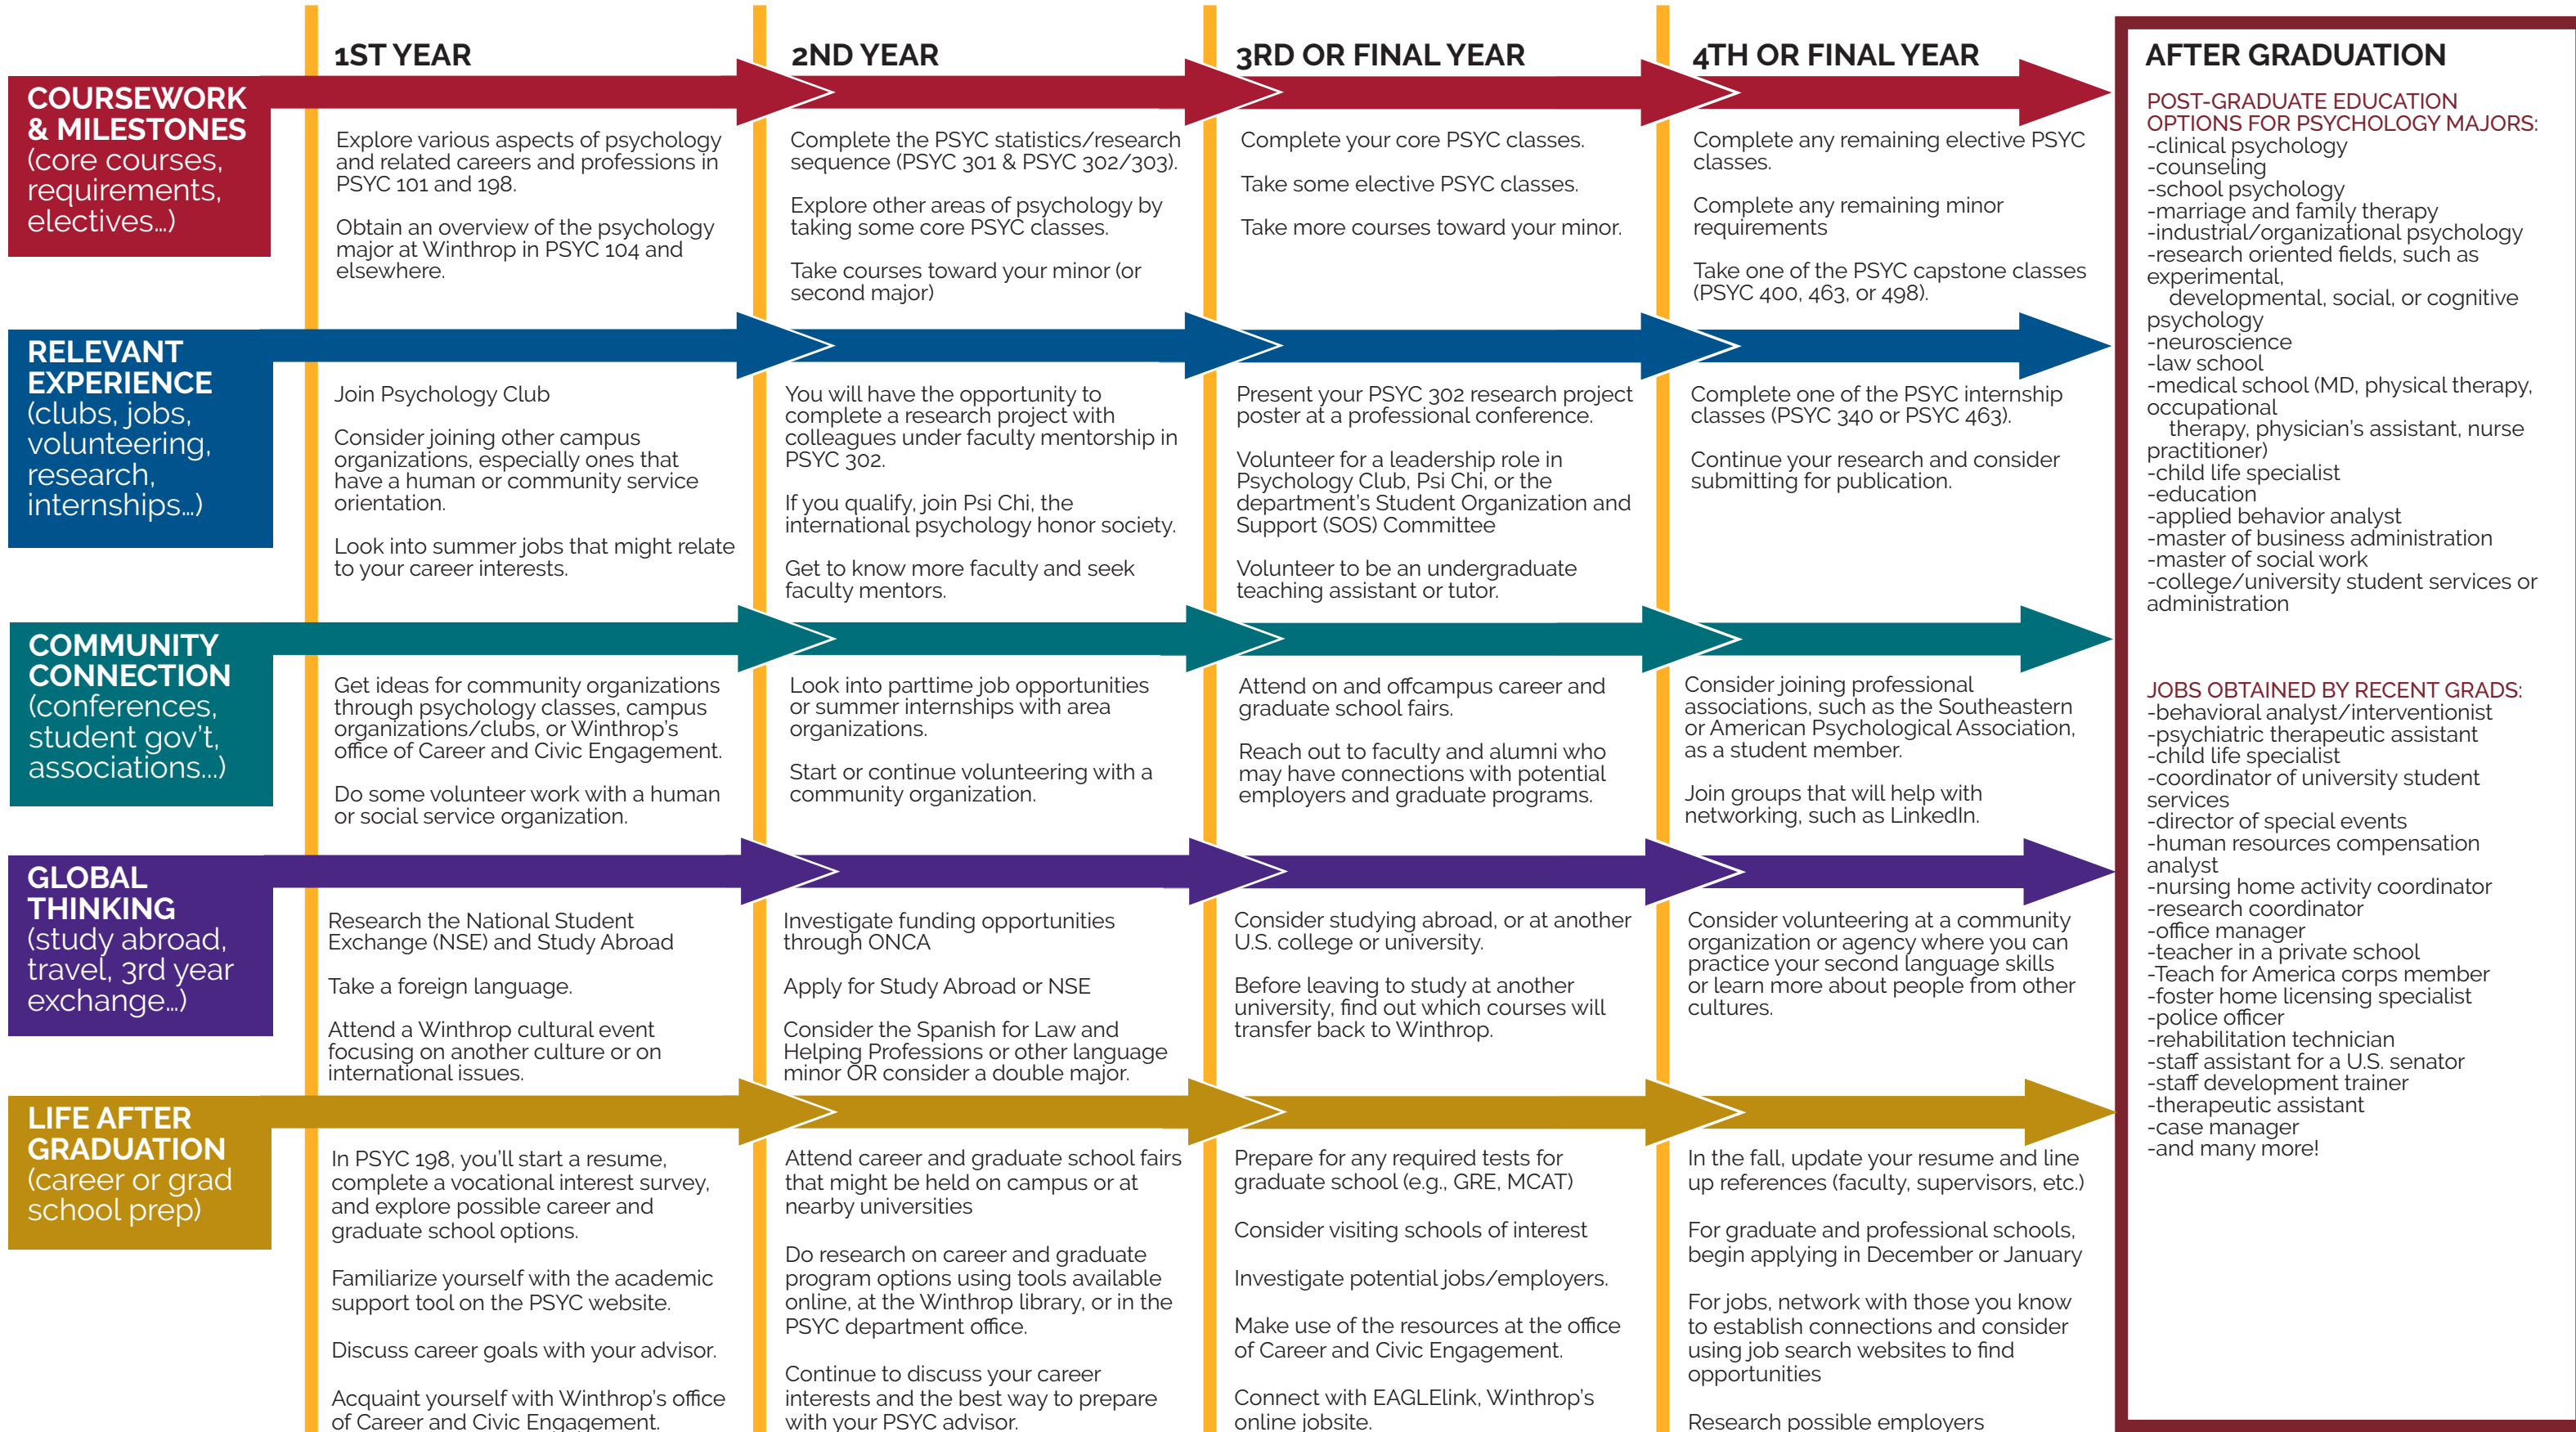 1ST YEAR
2ND YEAR
3RD OR FINAL YEAR
4TH OR FINAL YEAR
COURSEWORK
& MILESTONES
(core courses,
requirements,
electives...)
Explore various aspects of psychology
and related careers and professions in
PSYC 101 and 198.
Obtain an overview of the psychology
major at Winthrop in PSYC 104 and
elsewhere.
Complete the PSYC statistics/research
sequence (PSYC 301 & PSYC 302/303).
Explore other areas of psychology by
taking some core PSYC classes.
Take courses toward your minor (or
second major)
Complete your core PSYC classes.
Take some elective PSYC classes.
Take more courses toward your minor.
Complete any remaining elective PSYC
classes.
Complete any remaining minor
requirements
Take one of the PSYC capstone classes
(PSYC 400, 463, or 498).
RELEVANT
EXPERIENCE
(clubs, jobs,
volunteering,
research,
internships...)
Join Psychology Club
Consider joining other campus
organizations, especially ones that
have a human or community service
orientation.
Look into summer jobs that might relate
to your career interests.
You will have the opportunity to
complete a research project with
colleagues under faculty mentorship in
PSYC 302.
If you qualify, join Psi Chi, the
international psychology honor society.
Get to know more faculty and seek
faculty mentors.
Present your PSYC 302 research project
poster at a professional conference.
Volunteer for a leadership role in
Psychology Club, Psi Chi, or the
department's Student Organization and
Support (SOS) Committee
Volunteer to be an undergraduate
teaching assistant or tutor.
Complete one of the PSYC internship
classes (PSYC 340 or PSYC 463).
Continue your research and consider
submitting for publication.
COMMUNITY
CONNECTION
(conferences,
student gov't,
associations...)
Get ideas for community organizations
through psychology classes, campus
organizations/clubs, or Winthrop's
office of Career and Civic Engagement.
Do some volunteer work with a human
or social service organization.
Look into parttime job opportunities
or summer internships with area
organizations.
Start or continue volunteering with a
community organization.
Attend on and offcampus career and
graduate school fairs.
Reach out to faculty and alumni who
may have connections with potential
employers and graduate programs.
Consider joining professional
associations, such as the Southeastern
or American Psychological Association,
as a student member.
Join groups that will help with
networking, such as LinkedIn.
GLOBAL
THINKING
(study abroad,
travel, 3rd year
exchange...)
Research the National Student
Exchange (NSE) and Study Abroad
Take a foreign language.
Attend a Winthrop cultural event
focusing on another culture or on
international issues.
Investigate funding opportunities
through ONCA
Apply for Study Abroad or NSE
Consider the Spanish for Law and
Helping Professions or other language
minor OR consider a double major.
Consider studying abroad, or at another
U.S. college or university.
Before leaving to study at another
university, find out which courses will
transfer back to Winthrop.
Consider volunteering at a community
organization or agency where you can
practice your second language skills
or learn more about people from other
cultures.
LIFE AFTER
GRADUATION
(career or grad
school prep)
In PSYC 198, you'll start a resume,
complete a vocational interest survey,
and explore possible career and
graduate school options.
Familiarize yourself with the academic
support tool on the PSYC website.
Discuss career goals with your advisor.
Acquaint yourself with Winthrop's office
of Career and Civic Engagement.
Attend career and graduate school fairs
that might be held on campus or at
nearby universities
Do research on career and graduate
program options using tools available
online, at the Winthrop library, or in the
PSYC department office.
Continue to discuss your career
interests and the best way to prepare
with your PSYC advisor.
Prepare for any required tests for
graduate school (e.g., GRE, MCAT)
Consider visiting schools of interest
Investigate potential jobs/employers.
Make use of the resources at the office
of Career and Civic Engagement.
Connect with EAGLElink, Winthrop's
online jobsite.
In the fall, update your resume and line
up references (faculty, supervisors, etc.)
For graduate and professional schools,
begin applying in December or January
For jobs, network with those you know
to establish connections and consider
using job search websites to find
opportunities
Research possible employers
AFTER GRADUATION
POST-GRADUATE EDUCATION
OPTIONS FOR PSYCHOLOGY MAJORS:
-clinical psychology
-counseling
-school psychology
-marriage and family therapy
-industrial/organizational psychology
-research oriented fields, such as
experimental,
developmental, social, or cognitive
psychology
-neuroscience
-law school
-medical school (MD, physical therapy,
occupational
therapy, physician's assistant, nurse
practitioner)
-child life specialist
-education
-applied behavior analyst
-master of business administration
-master of social work
-college/university student services or
administration
JOBS OBTAINED BY RECENT GRADS:
-behavioral analyst/interventionist
-psychiatric therapeutic assistant
-child life specialist
-coordinator of university student
services
-director of special events
-human resources compensation
analyst
-nursing home activity coordinator
-research coordinator
-office manager
-teacher in a private school
-Teach for America corps member
-foster home licensing specialist
-police officer
-rehabilitation technician
-staff assistant for a U.S. senator
-staff development trainer
-therapeutic assistant
-case manager
-and many more!